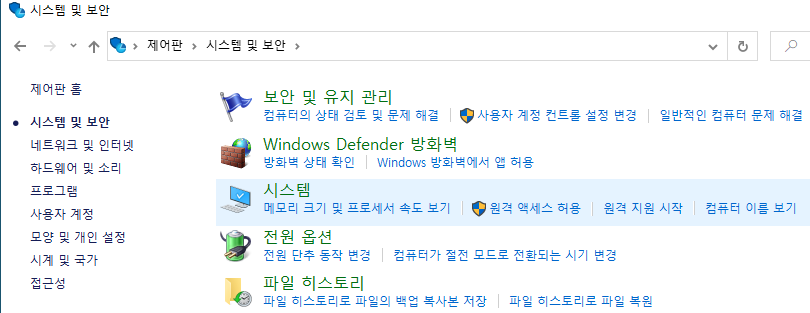 시스템 및 보안
제어판 시스템 및 보안
제어판 홈
시스템 및 보안
네트워크 및 인터넷
하드웨어 및 소리
프로그램
사용자 계정
모양 및 개인 설정
시계 및 국가
접근성
보안 및 유지 관리
컴퓨터의 상태 검토 및 문제 해결 사용자 계정 컨트롤 설정 변경 일반적인 컴퓨터 문제 해결
Windows Defender 방화벽
방화벽 상태 확인 Windows 방화벽에서 앱 허용
시스템
메모리 크기 및 프로세서 속도 보기 원격 액세스 허용 원격 지원 시작 컴퓨터 이름 보기
전원 옵션
전원 단추 동작 변경 컴퓨터가 절전 모드로 전환되는 시기 변경
파일 히스토리
파일 히스토리로 파일의 백업 복사본 저장 파일 히스토리로 파일 복원